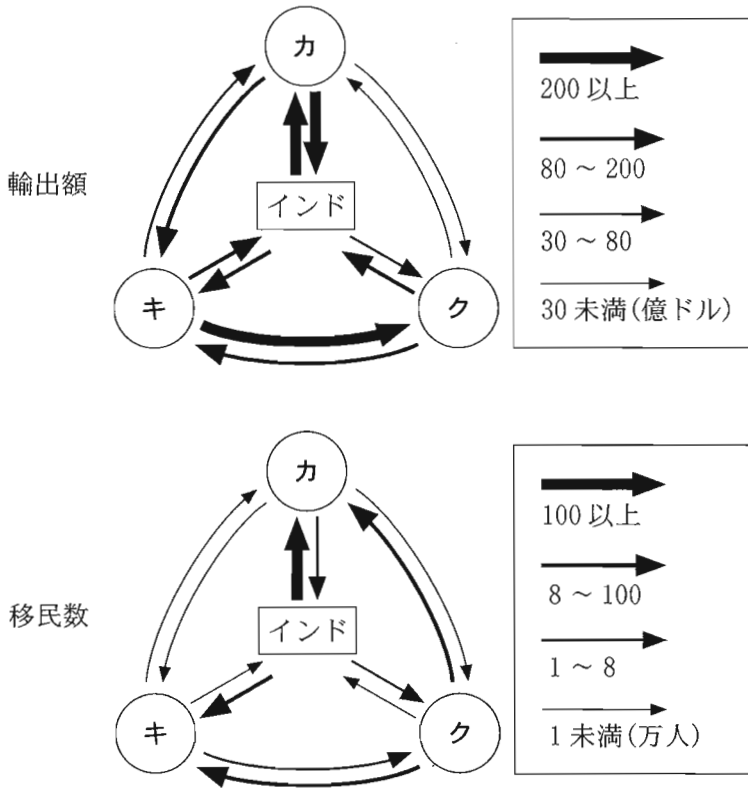 輸出額
カ
インド
キ
ク
200 以上
80 ~ 200
30 ~ 80
30 未満(億ドル)
移民数
カ
インド
キ
ク
100 以上
8 ~ 100
1 ~ 8
1 未満(万人)